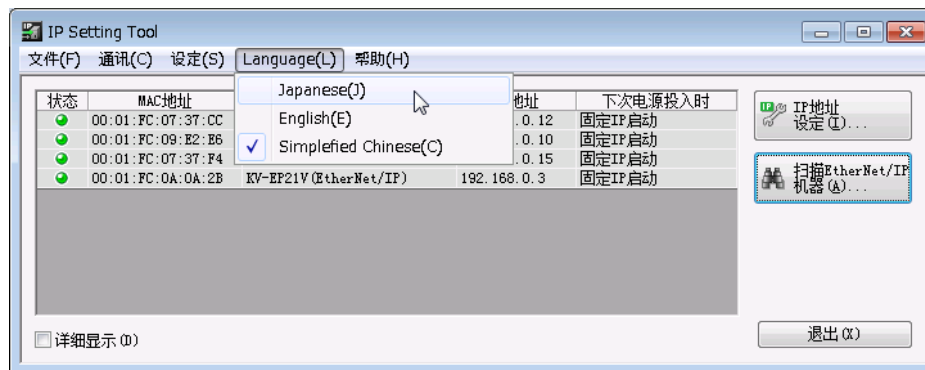 IP Setting Tool
文件(F) 通讯(C) 设定(S) Language(L) 帮助(H)
Japanese(J)
English(E)
Simplefied Chinese(C)
状态 MAC地址 地址 下次电源投入时
00:01:FC:07:37:CC .0.12 固定IP启动
00:01:FC:09:E2:E6 .0.10 固定IP启动
00:01:FC:07:37:F4 .0.15 固定IP启动
00:01:FC:0A:0A:2B KV-EP21V(EtherNet/IP) 192.168.0.3 固定IP启动
IP地址
设定(I)...
扫描EtherNet/IP
机器(A)...
详细显示(D)
退出(X)